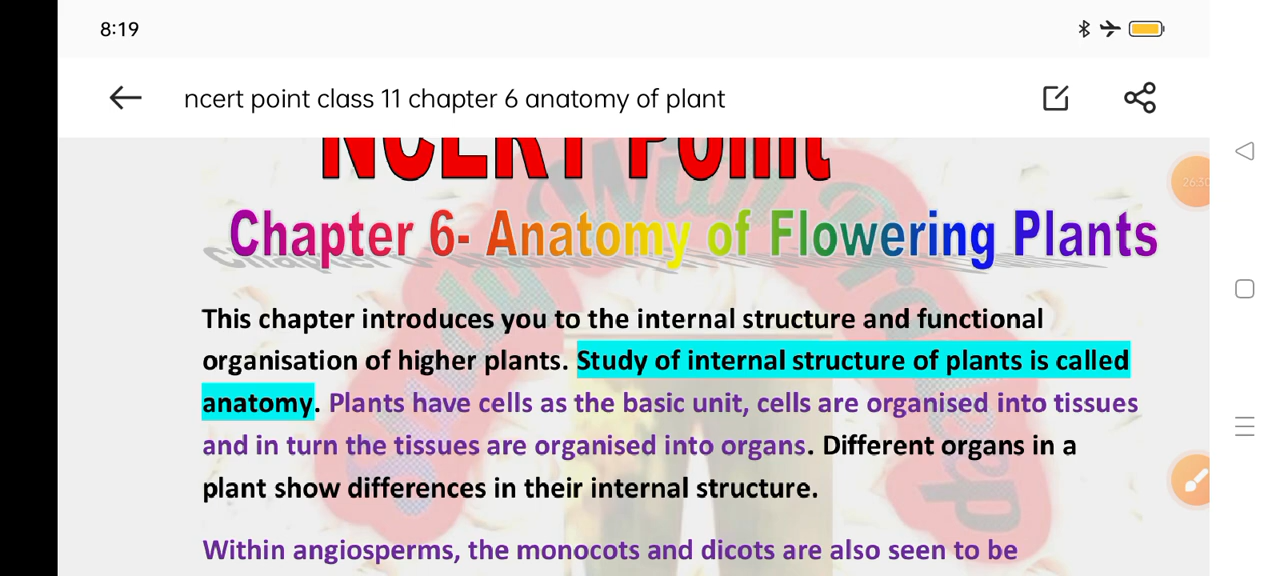 8:19
ncert point class 11 chapter 6 anatomy of plant
NCERT Point
26:30
Chapter 6- Anatomy of Flowering Plants
This chapter introduces you to the internal structure and functional
organisation of higher plants. Study of internal structure of plants is called
anatomy. Plants have cells as the basic unit, cells are organised into tissues
and in turn the tissues are organised into organs. Different organs in a
plant show differences in their internal structure.
Within angiosperms, the monocots and dicots are also seen to be